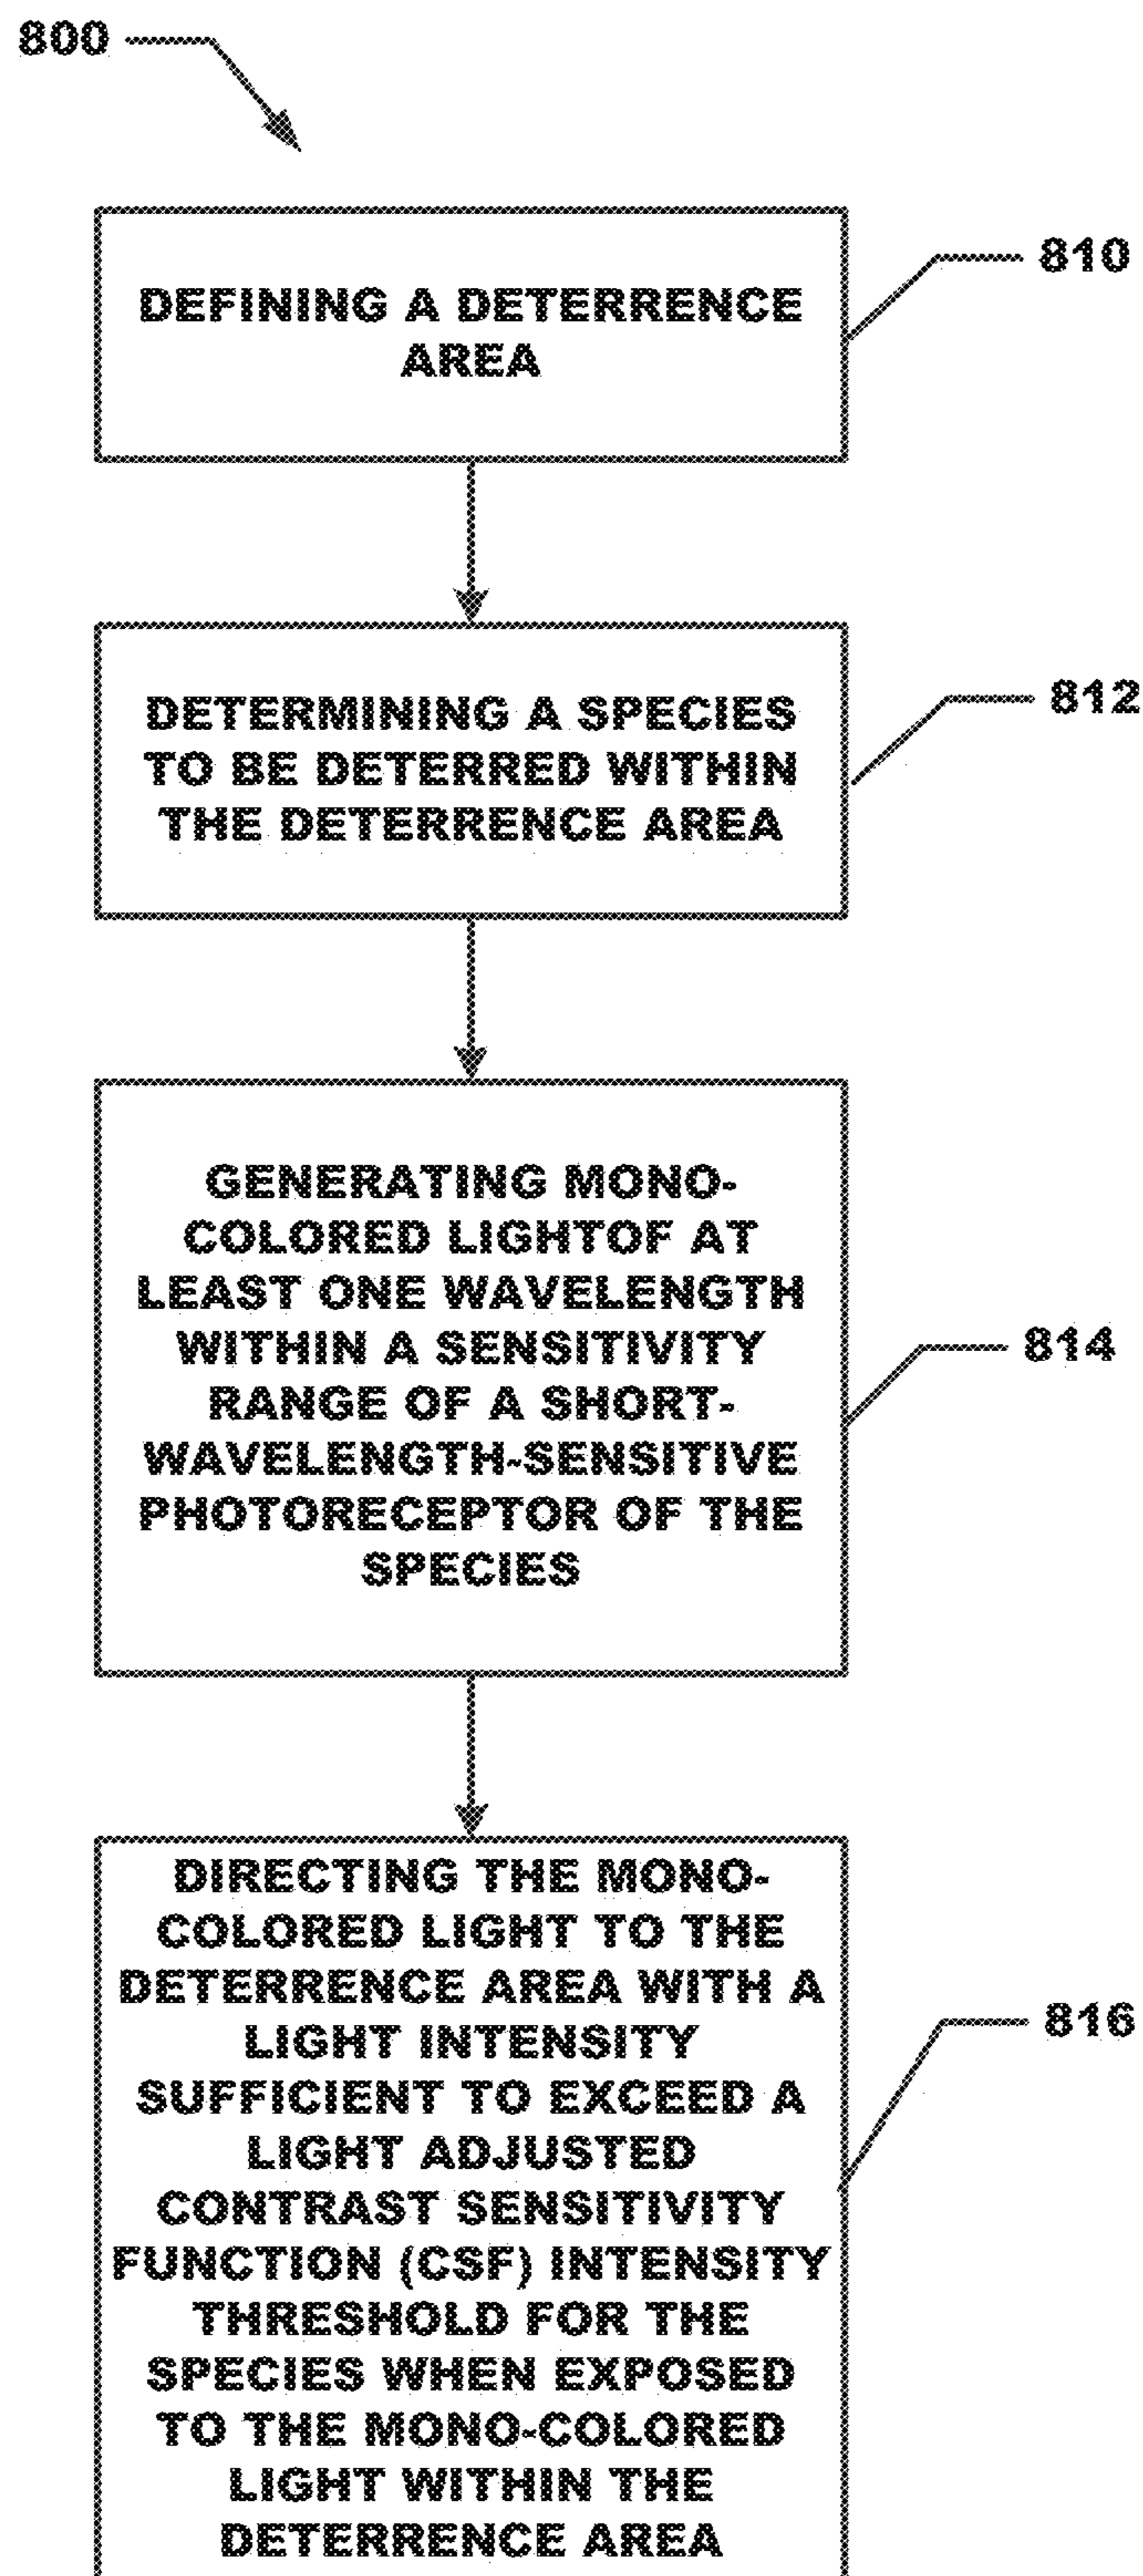 800
DEFINING A DETERRENCE
AREA
810
DETERMINING A SPECIES
TO BE DETERRED WITHIN
THE DETERRENCE AREA
812
GENERATING MONO-
COLORED LIGHTOF AT
LEAST ONE WAVELENGTH
WITHIN A SENSITIVITY
RANGE OF A SHORT-
WAVELENGTH-SENSITIVE
PHOTORECEPTOR OF THE
SPECIES
814
DIRECTING THE MONO-
COLORED LIGHT TO THE
DETERRENCE AREA WITH A
LIGHT INTENSITY
SUFFICIENT TO EXCEED A
LIGHT ADJUSTED
CONTRAST SENSITIVITY
FUNCTION (CSF) INTENSITY
THRESHOLD FOR THE
SPECIES WHEN EXPOSED
TO THE MONO-COLORED
LIGHT WITHIN THE
DETERRENCE AREA
816